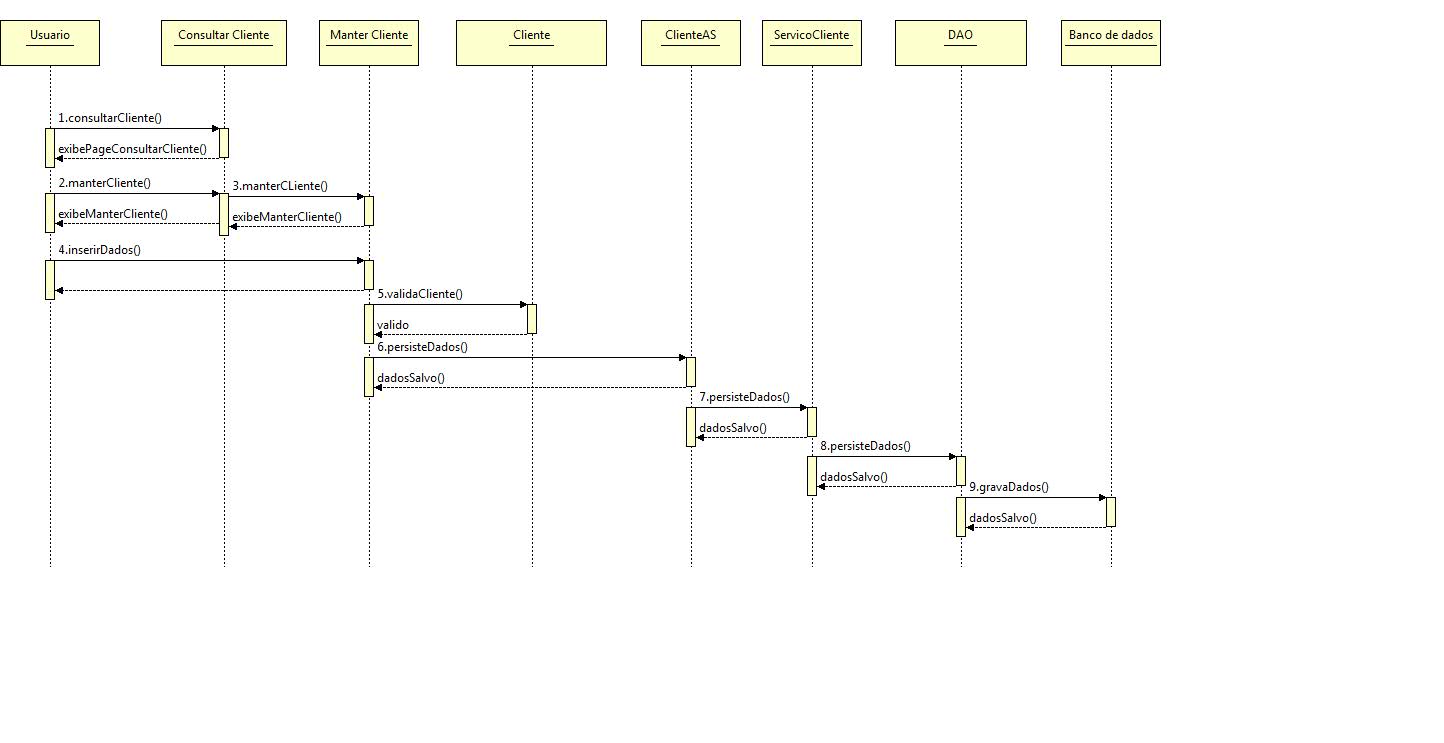 Usuario
Consultar Cliente
Manter Cliente
Cliente
ClienteAS
ServicoCliente
DAO
Banco de dados
1.consultarCliente()
exibePageConsultarCliente()
2.manterCliente()
3.manterCLiente()
exibeManterCliente()
exibeManterCliente()
4.inserirDados()
5.validaCliente()
valido
6.persisteDados()
dadosSalvo()
7.persisteDados()
dadosSalvo()
8.persisteDados()
dadosSalvo()
9.gravaDados()
dadosSalvo()